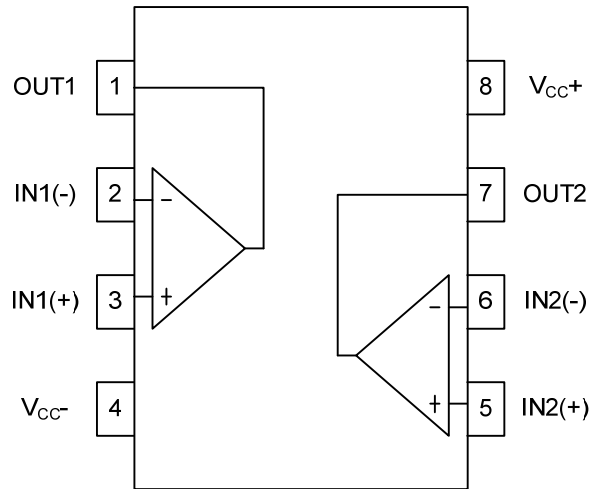 OUT1 1
IN1(-) 2 -
IN1(+) 3 +
VCC- 4
8 VCC+
7 OUT2
- 6 IN2(-)
+ 5 IN2(+)